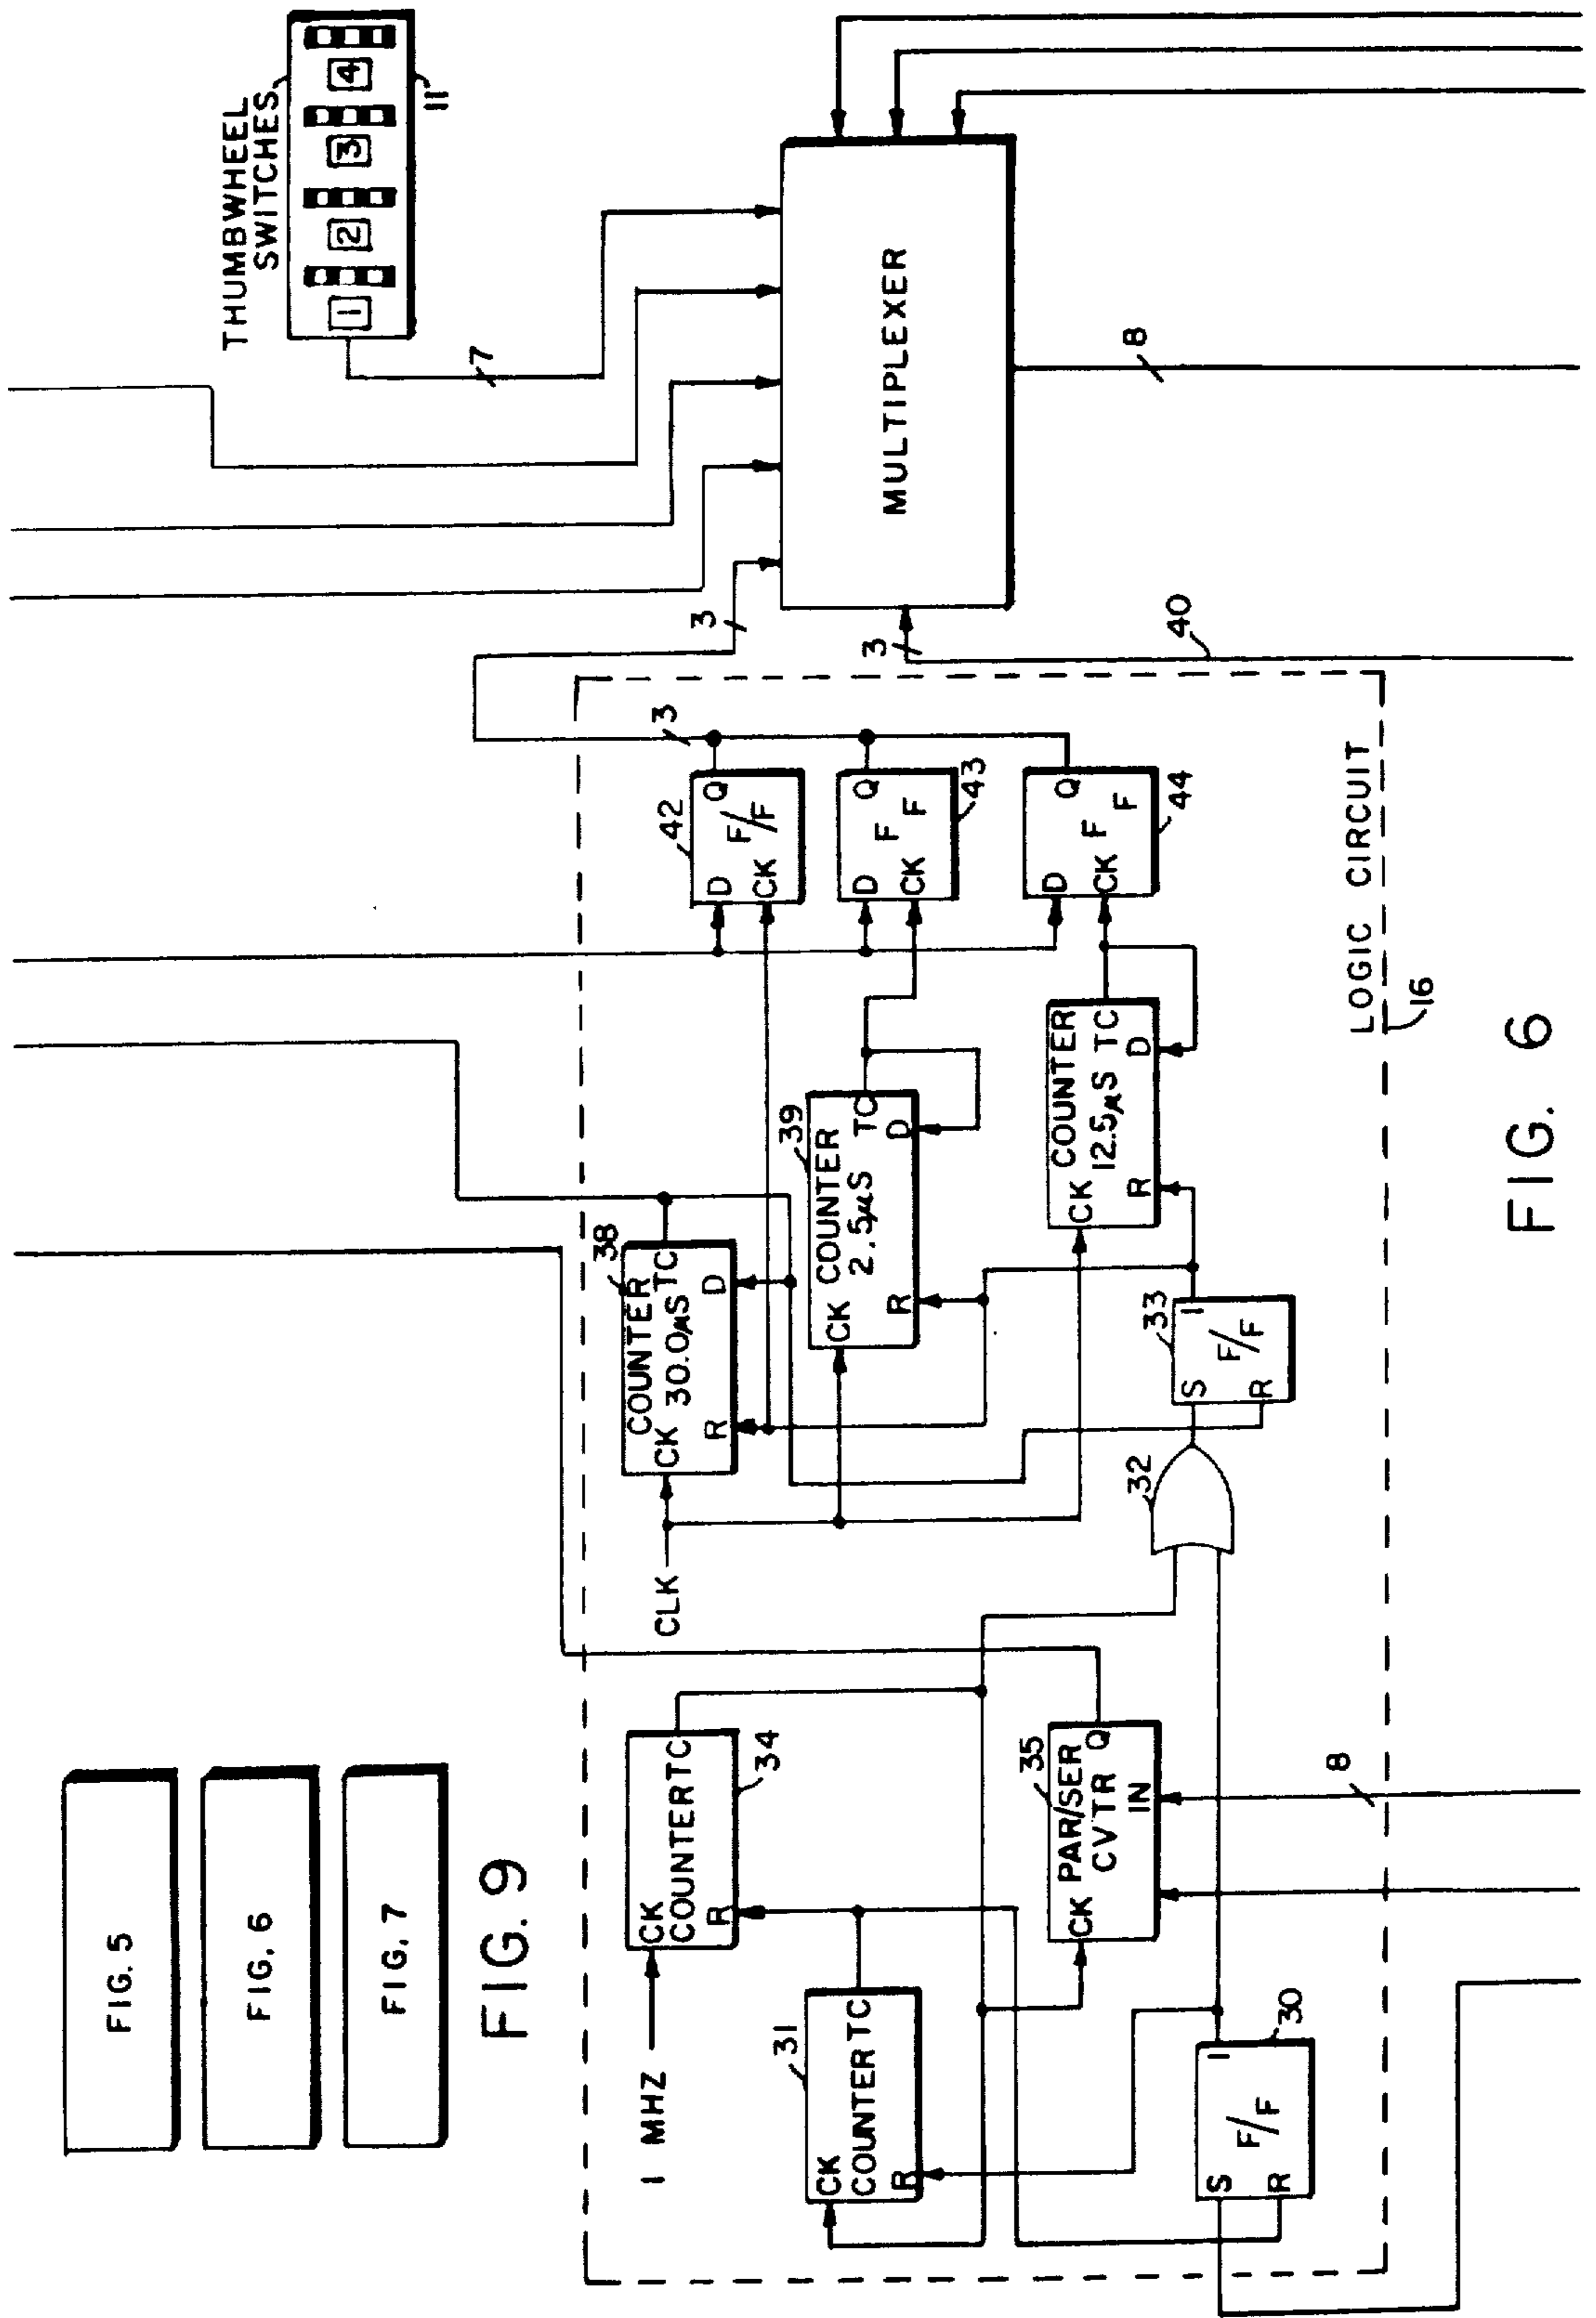 FIG. 5
FIG. 6
FIG. 7
FIG. 9
THUMBWHEEL
SWITCHES
1 2 3 4
11
7
3
3
MULTIPLEXER
8
40
1 MHZ
CK
COUNTER TC
R
34
31
CK
COUNTER TC
R
35
PAR/SER
CK CVTR Q
IN
8
S 1
F/F
R
30
CLK
38
COUNTER
CK 30.0μS TC
R D
39
COUNTER
CK 2.5μS TC
R D
COUNTER
CK 12.5μS TC
R D
32
33
S 1
F/F
R
42
D Q
F/F
CK
D Q
F
CK F
43
D Q
F
CK F
44
3
LOGIC CIRCUIT
16
FIG. 6